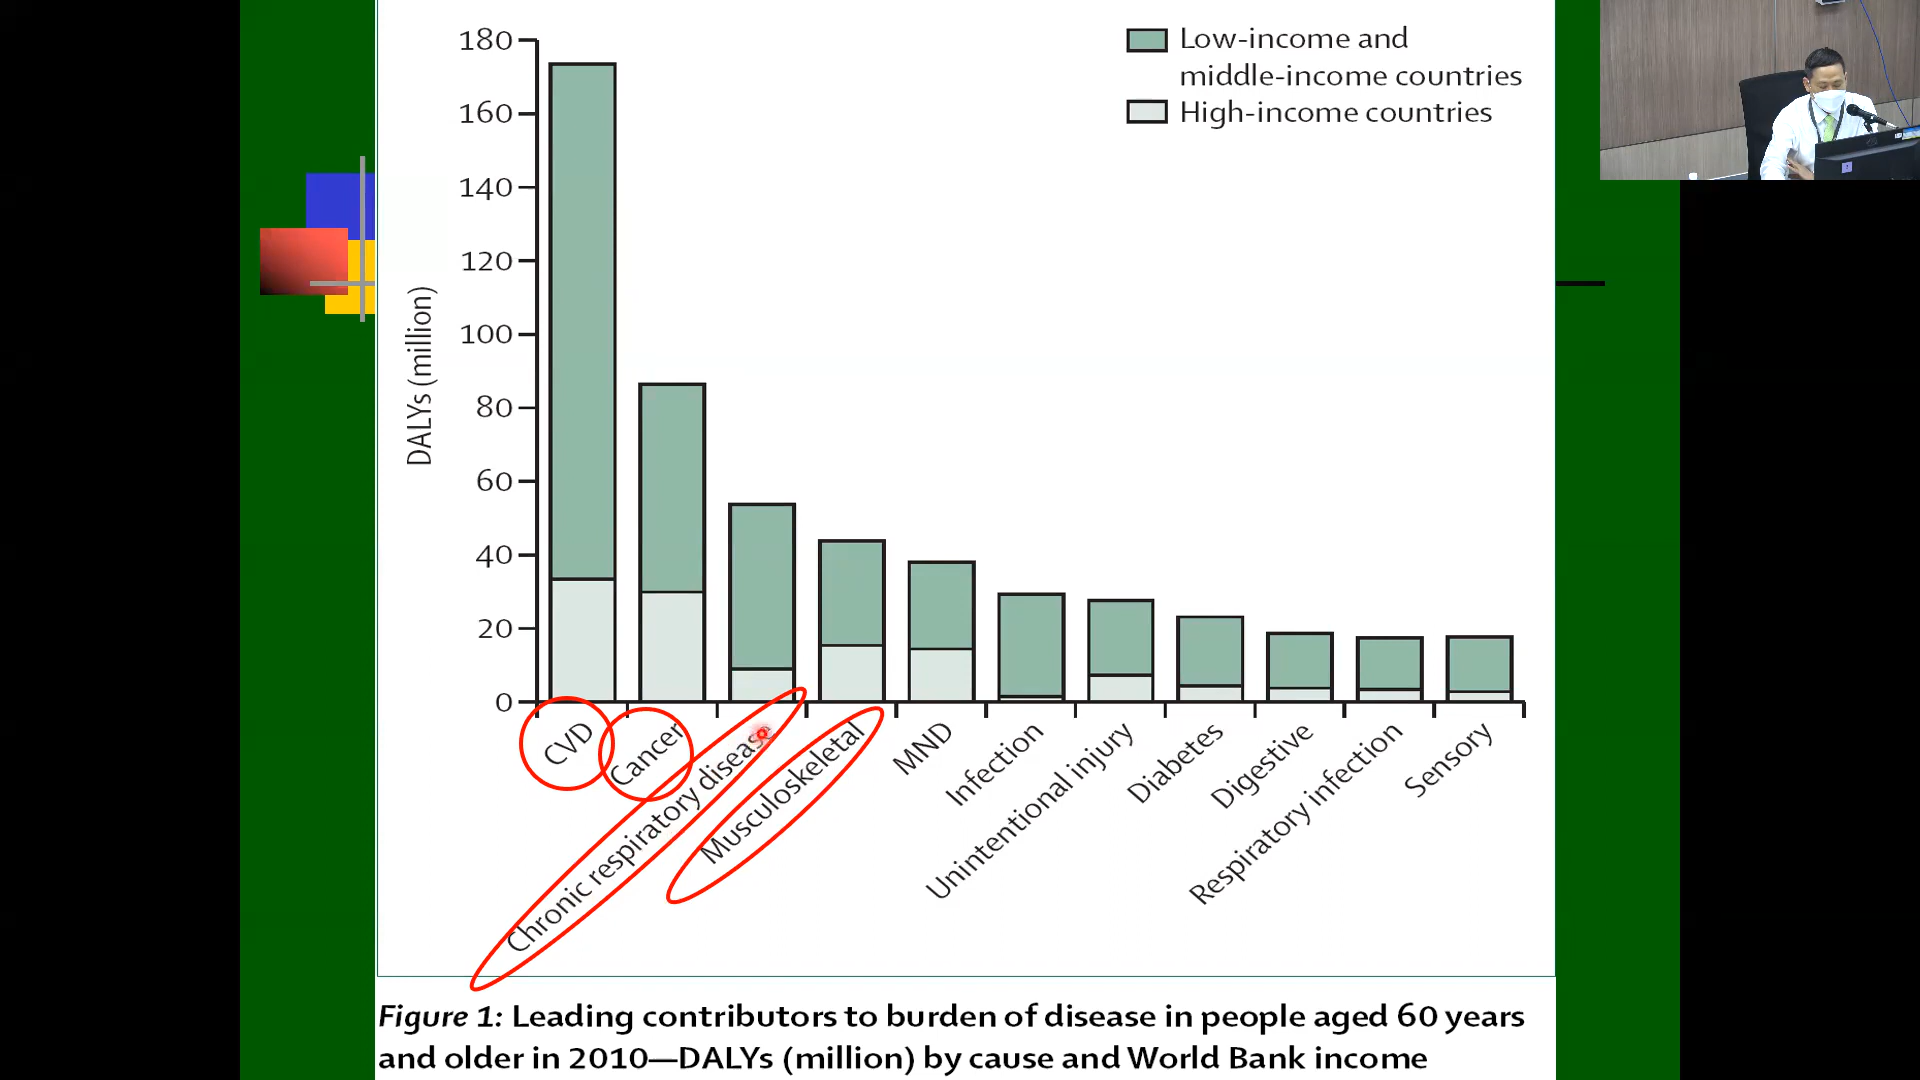 180
160
140
120
100
80
60
40
20
0
DALYs (million)
Low-income and
middle-income countries
High-income countries
CVD
Cancer
Chronic respiratory disease
Musculoskeletal
MND
Infection
Unintentional injury
Diabetes
Digestive
Respiratory infection
Sensory
Figure 1: Leading contributors to burden of disease in people aged 60 years
and older in 2010—DALYs (million) by cause and World Bank income